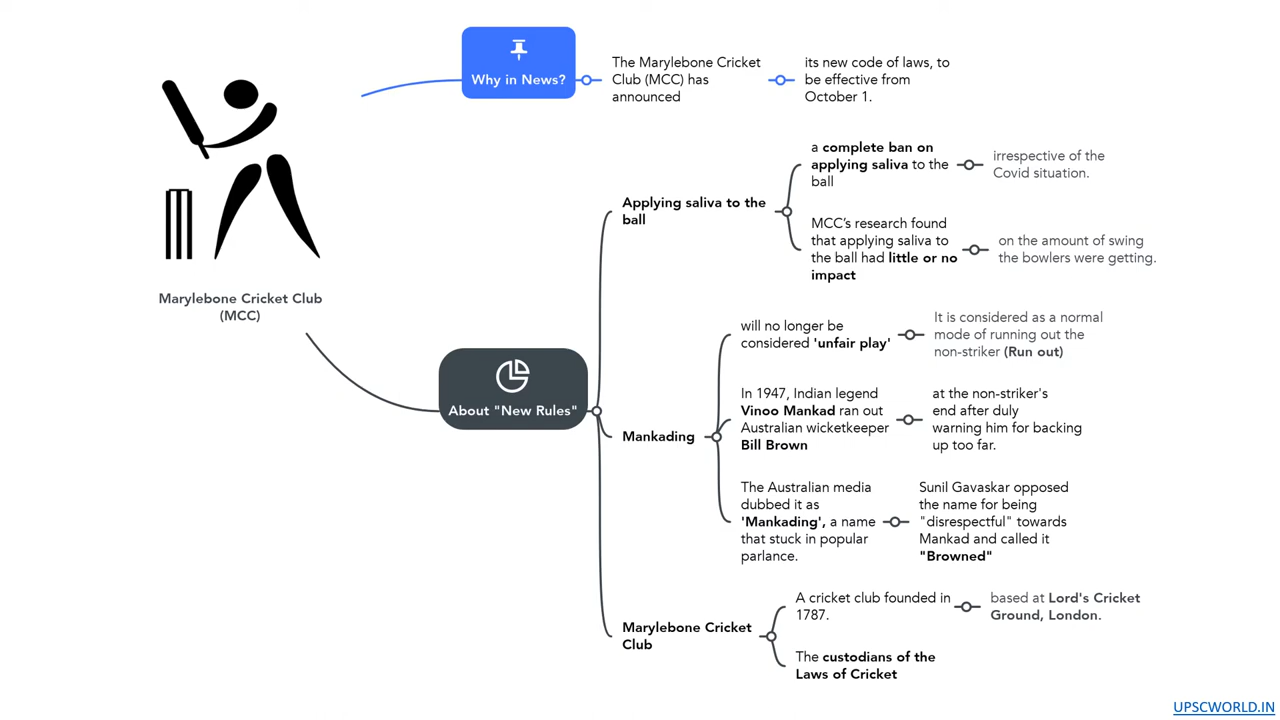 Why in News?
The Marylebone Cricket
Club (MCC) has
announced
its new code of laws, to
be effective from
October 1.
Marylebone Cricket Club
(MCC)
About "New Rules"
Applying saliva to the
ball
a complete ban on
applying saliva to the
ball
irrespective of the
Covid situation.
MCC’s research found
that applying saliva to
the ball had little or no
impact
on the amount of swing
the bowlers were getting.
Mankading
will no longer be
considered 'unfair play'
It is considered as a normal
mode of running out the
non-striker (Run out)
In 1947, Indian legend
Vinoo Mankad ran out
Australian wicketkeeper
Bill Brown
at the non-striker's
end after duly
warning him for backing
up too far.
The Australian media
dubbed it as
'Mankading', a name
that stuck in popular
parlance.
Sunil Gavaskar opposed
the name for being
"disrespectful" towards
Mankad and called it
"Browned"
Marylebone Cricket
Club
A cricket club founded in
1787.
based at Lord's Cricket
Ground, London.
The custodians of the
Laws of Cricket
UPSCWORLD.IN